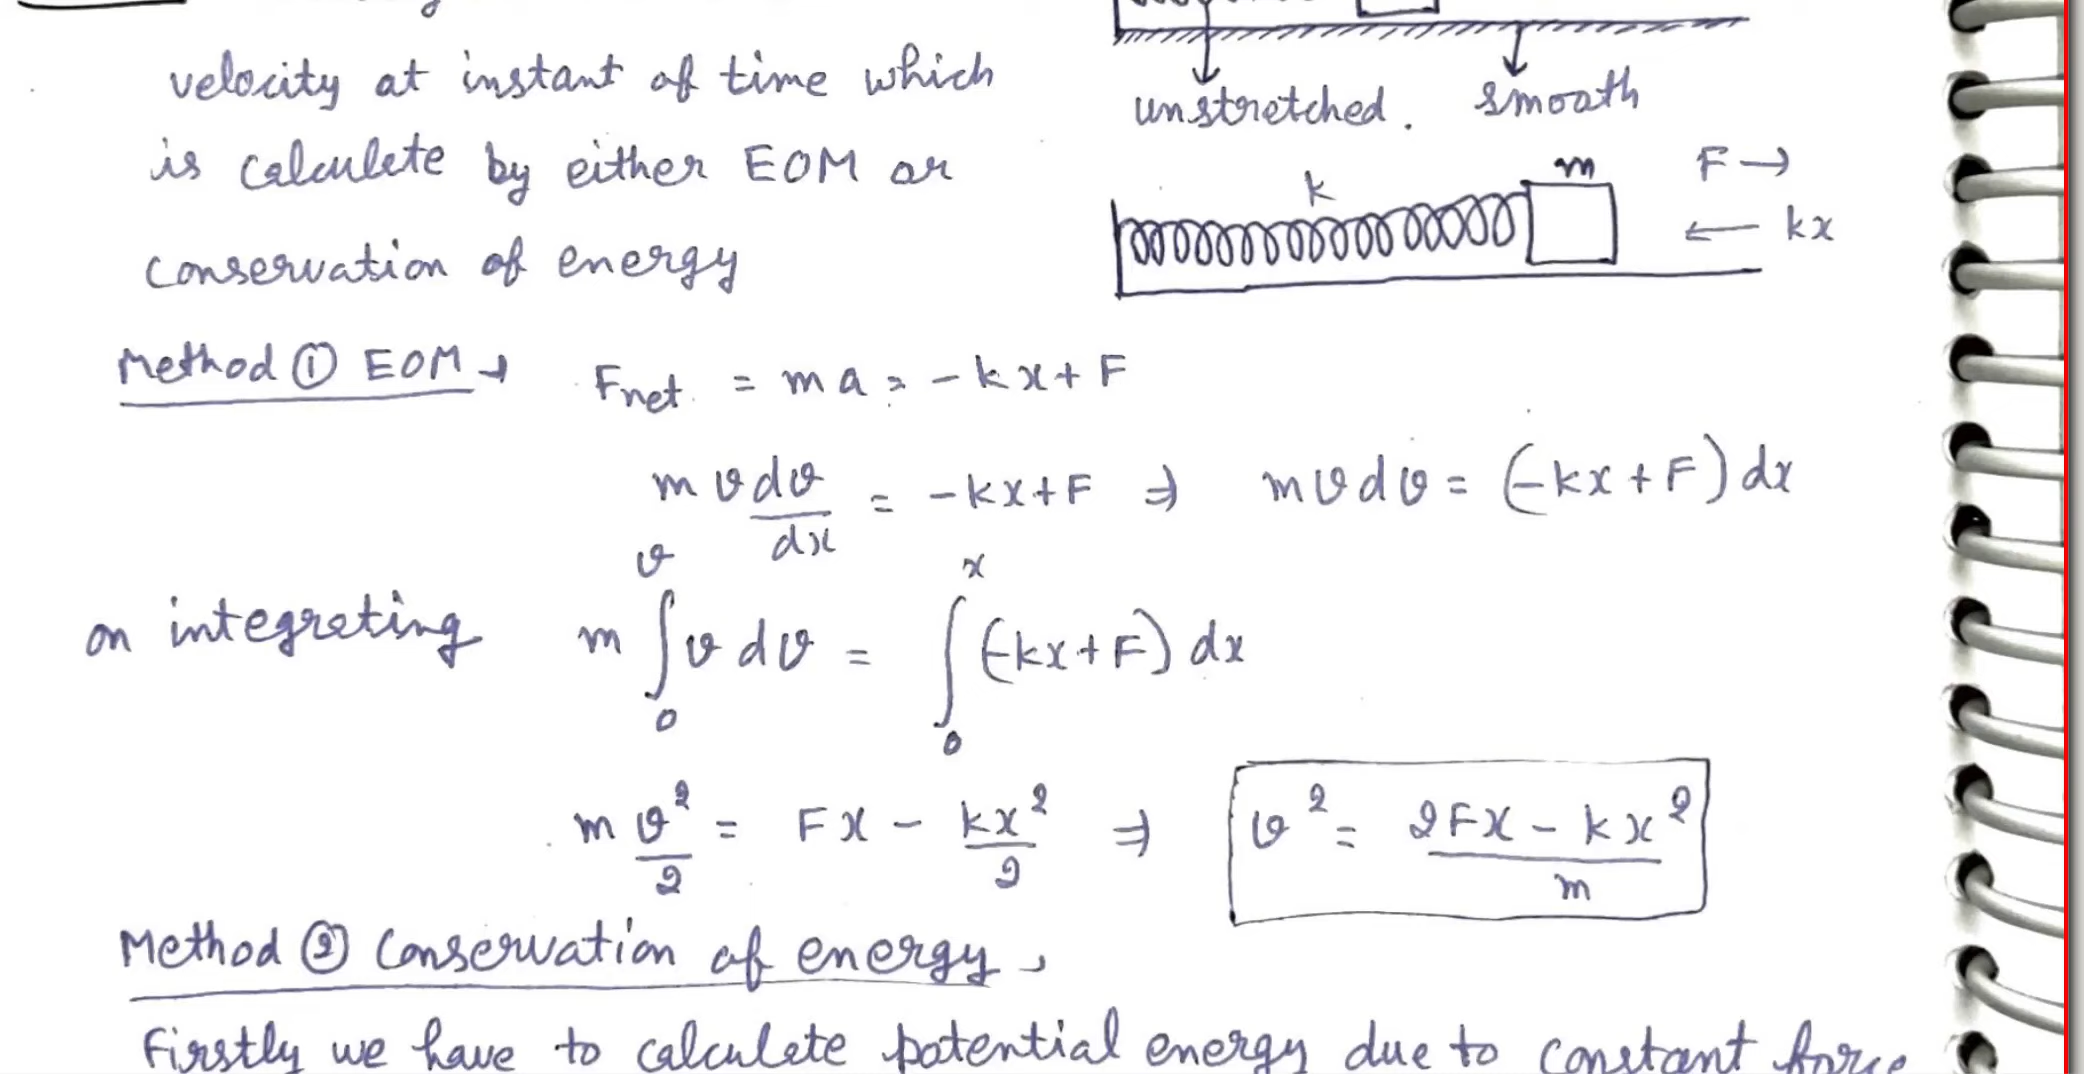 velocity at instant of time which
is calculete by either EOM or
conservation of energy
unstretched. smooth
k m F → ← kx
Method ① EOM → Fnet = ma = -kx + F
m v dv/dx = -kx + F ⇒ m v dv = (-kx + F) dx
on integreting m ∫₀ᵛ v dv = ∫₀ˣ (-kx + F) dx
m v²/2 = Fx - kx²/2 ⇒ v² = (2Fx - kx²)/m
Method ② Conservation of energy →
Firstly we have to calculate potential energy due to constant force